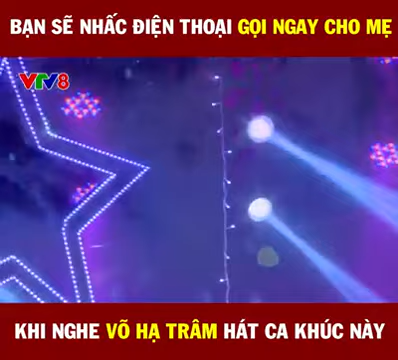 BẠN SẼ NHẤC ĐIỆN THOẠI GỌI NGAY CHO MẸ
VTV8
KHI NGHE VÕ HẠ TRÂM HÁT CA KHÚC NÀY